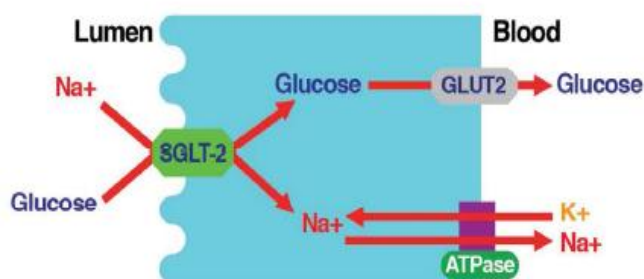 Lumen Blood
Na+ Glucose GLUT2 Glucose
SGLT-2
Glucose
Na+ K+
Na+
ATPase